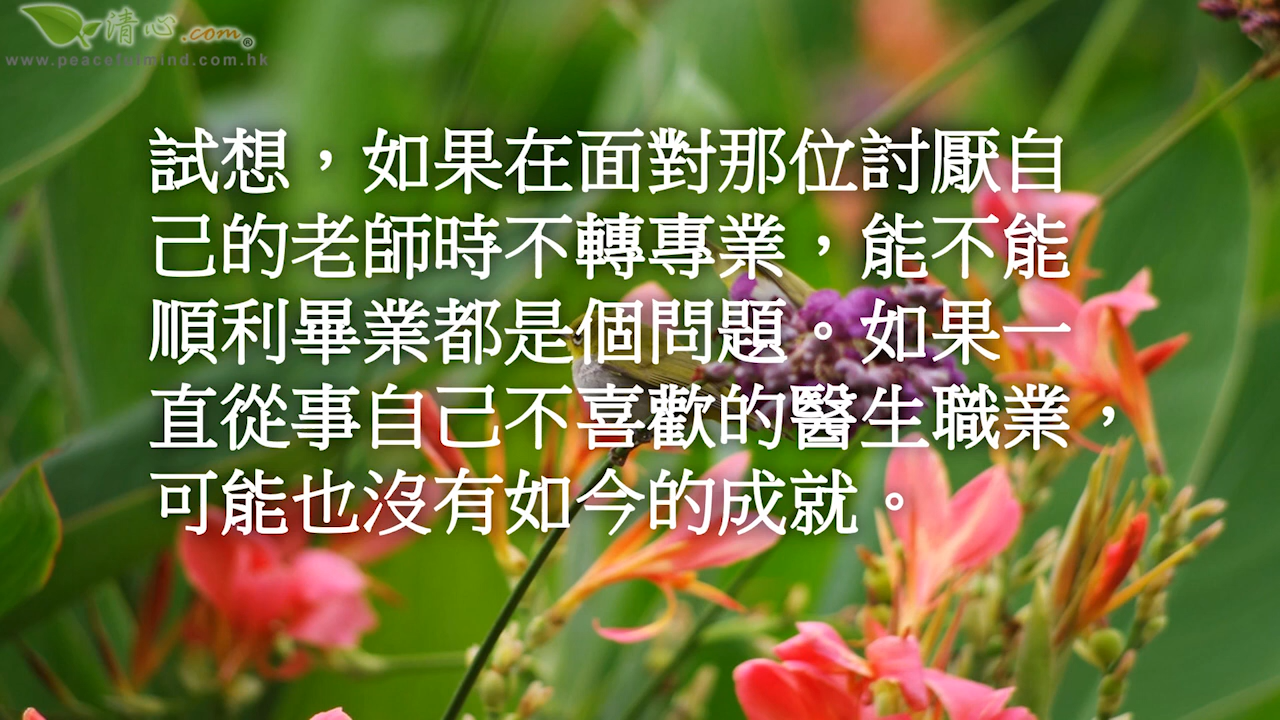 清心.com®
www.peacefulmind.com.hk
試想，如果在面對那位討厭自
己的老師時不轉專業，能不能
順利畢業都是個問題。如果一
直從事自己不喜歡的醫生職業，
可能也沒有如今的成就。